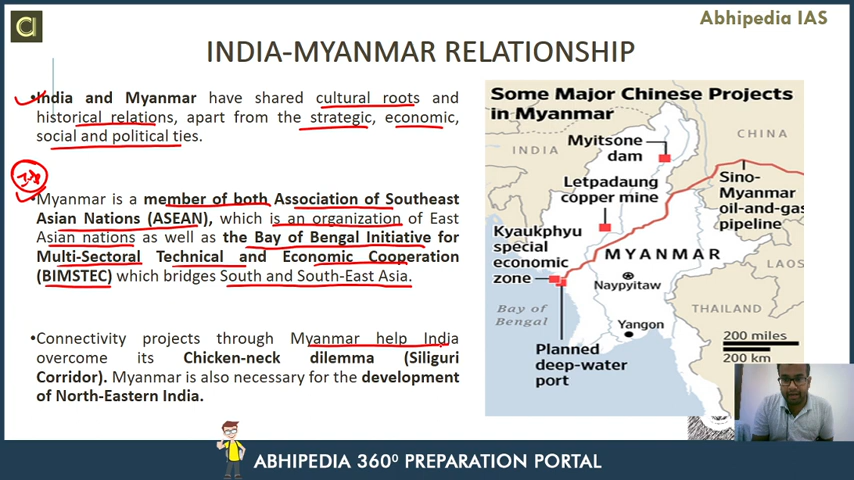 Abhipedia IAS
a
INDIA-MYANMAR RELATIONSHIP
•India and Myanmar have shared cultural roots and
historical relations, apart from the strategic, economic,
social and political ties.
•Myanmar is a member of both Association of Southeast
Asian Nations (ASEAN), which is an organization of East
Asian nations as well as the Bay of Bengal Initiative for
Multi-Sectoral Technical and Economic Cooperation
(BIMSTEC) which bridges South and South-East Asia.
•Connectivity projects through Myanmar help India
overcome its Chicken-neck dilemma (Siliguri
Corridor). Myanmar is also necessary for the development
of North-Eastern India.
Some Major Chinese Projects
in Myanmar
Myitsone
dam
INDIA
CHINA
Letpadaung
copper mine
Sino-
Myanmar
oil-and-gas
pipeline
Kyaukphyu
special
economic
zone
MYANMAR
Naypyitaw
LAOS
Bay of
Bengal
Yangon
THAILAND
Planned
deep-water
port
200 miles
200 km
ABHIPEDIA 360⁰ PREPARATION PORTAL